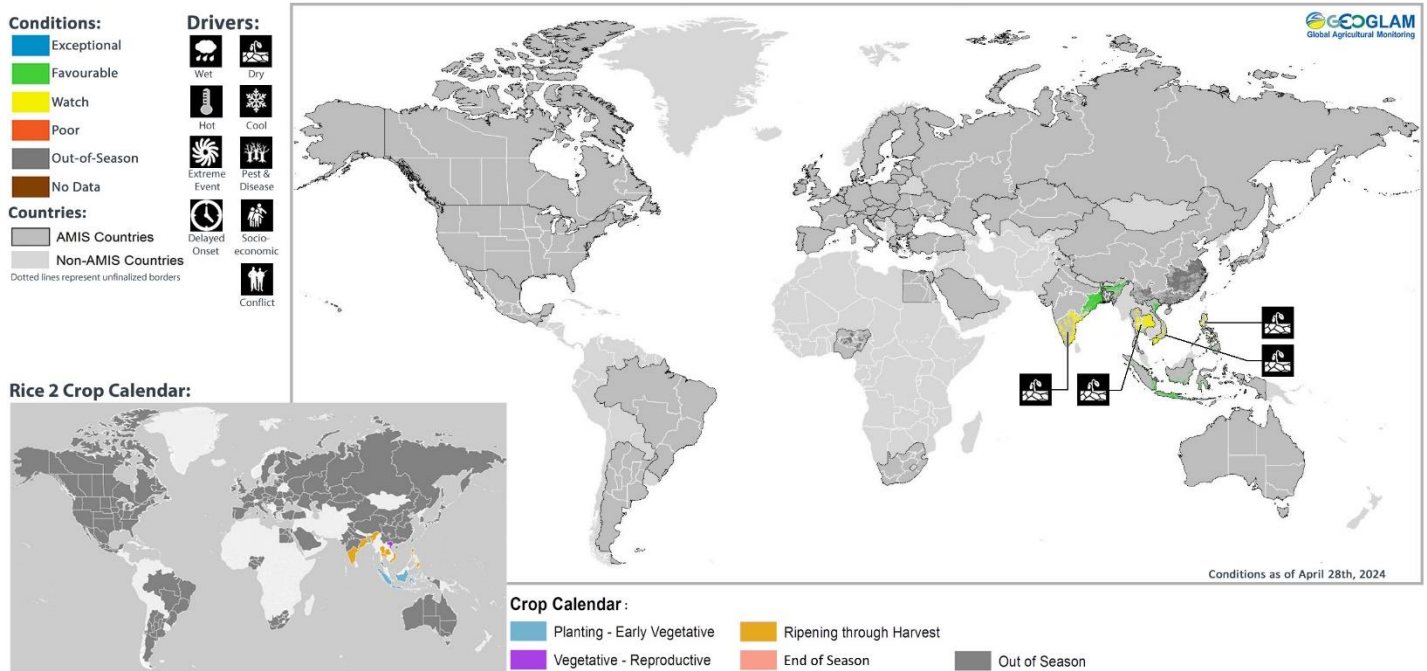 Conditions:
Exceptional
Favourable
Watch
Poor
Out-of-Season
No Data
Countries:
AMIS Countries
Non-AMIS Countries
Dotted lines represent unfinalized borders
Drivers:
Wet
Dry
Hot
Cool
Extreme
Event
Pest &
Disease
Delayed
Onset
Socio-
economic
Conflict
GEOGLAM
Global Agricultural Monitoring
Conditions as of April 28th, 2024
Rice 2 Crop Calendar:
Crop Calendar :
Planting - Early Vegetative
Ripening through Harvest
Vegetative - Reproductive
End of Season
Out of Season